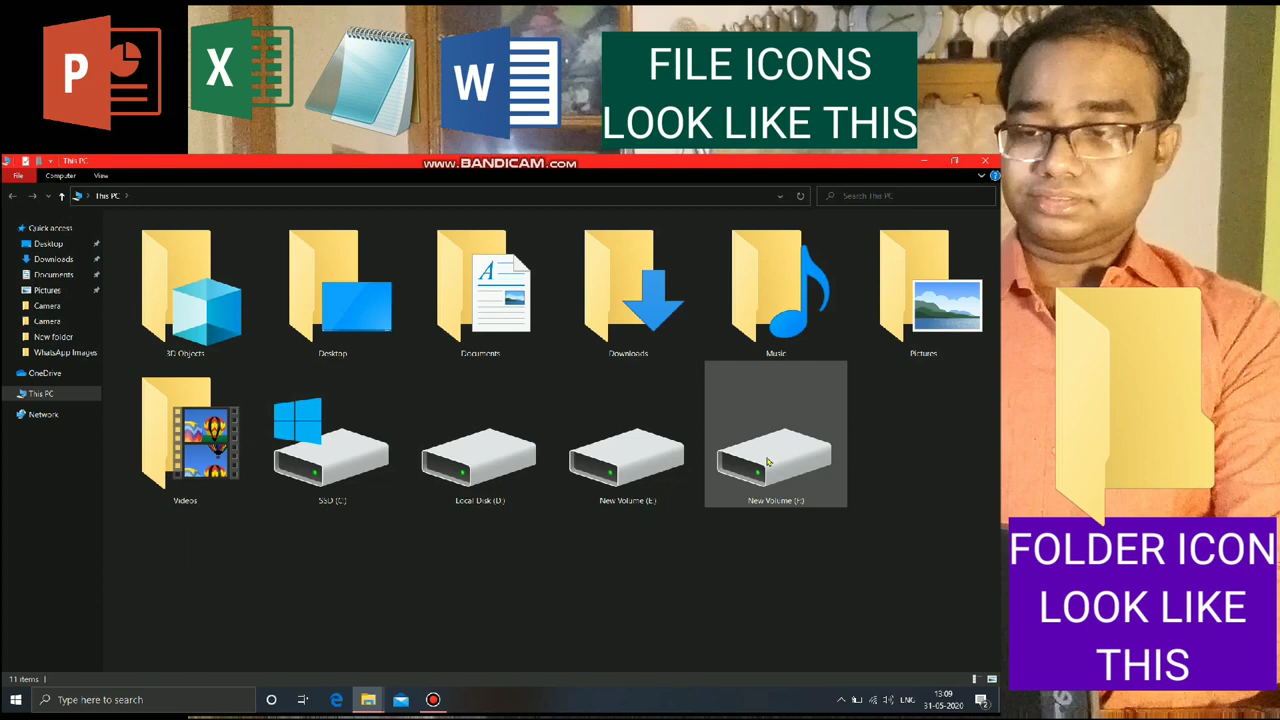 P
X
W
FILE ICONS
LOOK LIKE THIS
This PC
WWW.BANDICAM.COM
File
Computer
View
This PC
Search This PC
Quick access
Desktop
Downloads
Documents
Pictures
Camera
Camera
New folder
WhatsApp Images
OneDrive
This PC
Network
3D Objects
Desktop
A
Documents
Downloads
Music
Pictures
Videos
SSD (C:)
Local Disk (D:)
New Volume (E:)
New Volume (F:)
FOLDER ICON
LOOK LIKE
THIS
11 items
Type here to search
ENG
13:09
31-05-2020
2